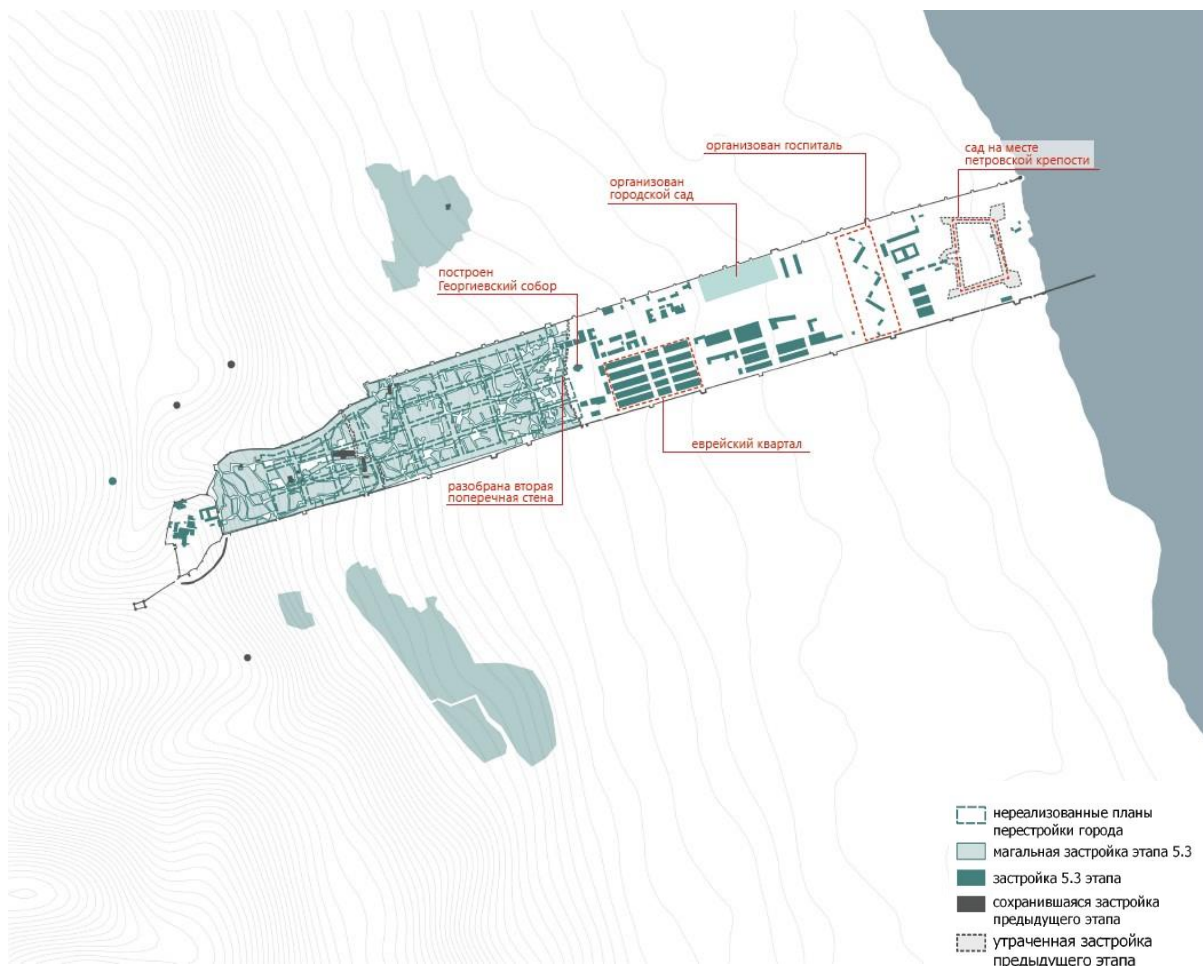 организован госпиталь
сад на месте
петровской крепости
организован
городской сад
построен
Георгиевский собор
еврейский квартал
разобрана вторая
поперечная стена
нереализованные планы
перестройки города
магальная застройка этапа 5.3
застройка 5.3 этапа
сохранившаяся застройка
предыдущего этапа
утраченная застройка
предыдущего этапа